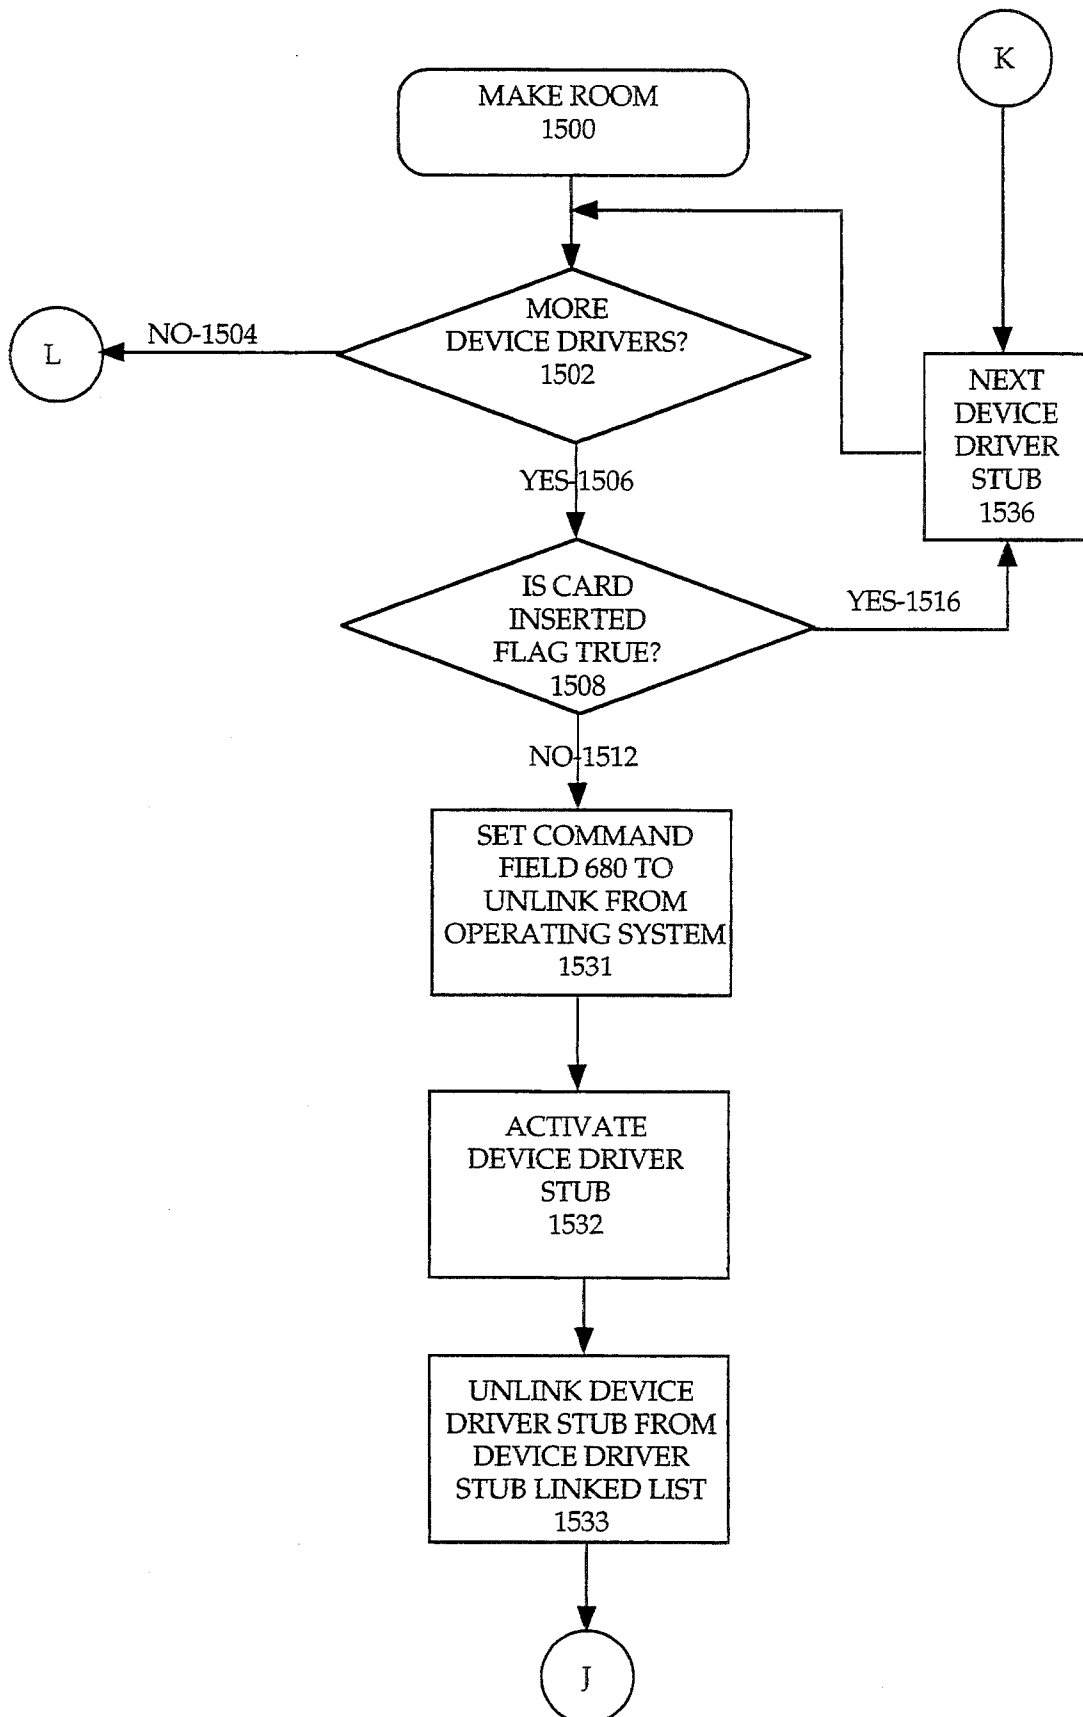 K
MAKE ROOM
1500
MORE
DEVICE DRIVERS?
1502
NO-1504
L
NEXT
DEVICE
DRIVER
STUB
1536
YES-1506
IS CARD
INSERTED
FLAG TRUE?
1508
YES-1516
NO-1512
SET COMMAND
FIELD 680 TO
UNLINK FROM
OPERATING SYSTEM
1531
ACTIVATE
DEVICE DRIVER
STUB
1532
UNLINK DEVICE
DRIVER STUB FROM
DEVICE DRIVER
STUB LINKED LIST
1533
J